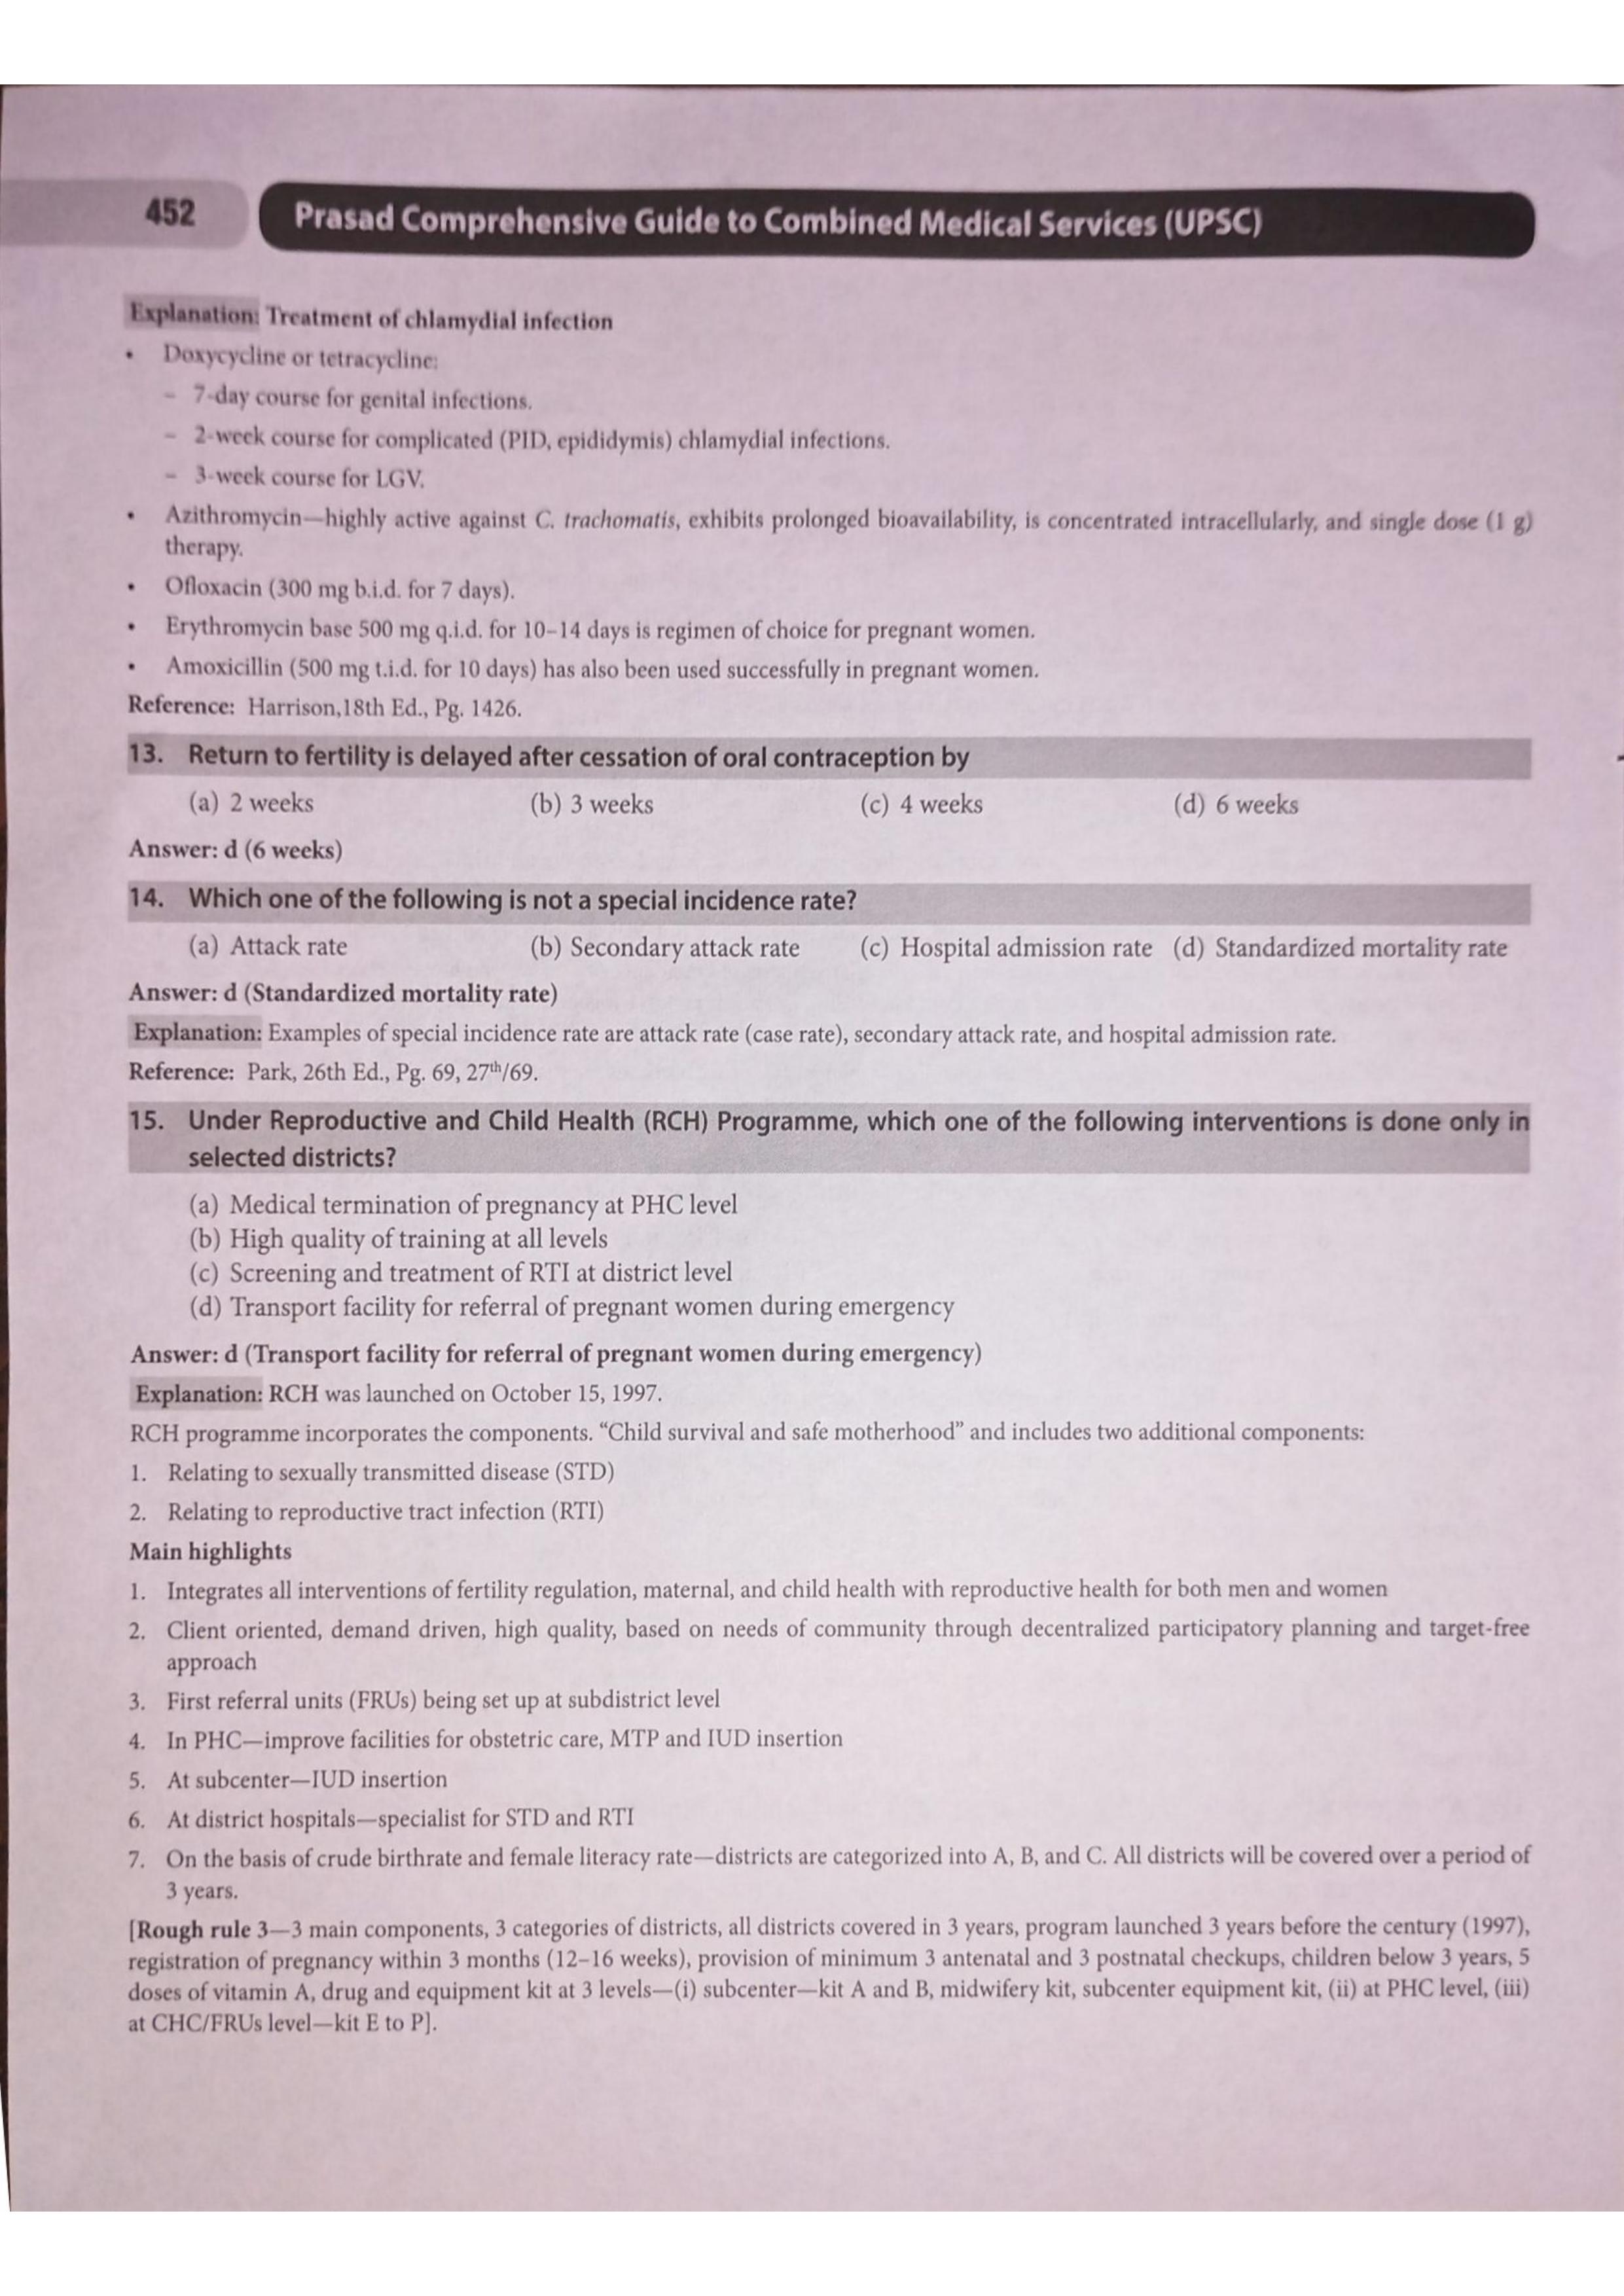 452
Prasad Comprehensive Guide to Combined Medical Services (UPSC)
Explanation: Treatment of chlamydial infection
• Doxycycline or tetracycline:
– 7-day course for genital infections.
– 2-week course for complicated (PID, epididymis) chlamydial infections.
– 3-week course for LGV.
• Azithromycin—highly active against C. trachomatis, exhibits prolonged bioavailability, is concentrated intracellularly, and single dose (1 g)
therapy.
• Ofloxacin (300 mg b.i.d. for 7 days).
• Erythromycin base 500 mg q.i.d. for 10–14 days is regimen of choice for pregnant women.
• Amoxicillin (500 mg t.i.d. for 10 days) has also been used successfully in pregnant women.
Reference: Harrison,18th Ed., Pg. 1426.
13. Return to fertility is delayed after cessation of oral contraception by
(a) 2 weeks (b) 3 weeks (c) 4 weeks (d) 6 weeks
Answer: d (6 weeks)
14. Which one of the following is not a special incidence rate?
(a) Attack rate (b) Secondary attack rate (c) Hospital admission rate (d) Standardized mortality rate
Answer: d (Standardized mortality rate)
Explanation: Examples of special incidence rate are attack rate (case rate), secondary attack rate, and hospital admission rate.
Reference: Park, 26th Ed., Pg. 69, 27th/69.
15. Under Reproductive and Child Health (RCH) Programme, which one of the following interventions is done only in
selected districts?
(a) Medical termination of pregnancy at PHC level
(b) High quality of training at all levels
(c) Screening and treatment of RTI at district level
(d) Transport facility for referral of pregnant women during emergency
Answer: d (Transport facility for referral of pregnant women during emergency)
Explanation: RCH was launched on October 15, 1997.
RCH programme incorporates the components. “Child survival and safe motherhood” and includes two additional components:
1. Relating to sexually transmitted disease (STD)
2. Relating to reproductive tract infection (RTI)
Main highlights
1. Integrates all interventions of fertility regulation, maternal, and child health with reproductive health for both men and women
2. Client oriented, demand driven, high quality, based on needs of community through decentralized participatory planning and target-free
approach
3. First referral units (FRUs) being set up at subdistrict level
4. In PHC—improve facilities for obstetric care, MTP and IUD insertion
5. At subcenter—IUD insertion
6. At district hospitals—specialist for STD and RTI
7. On the basis of crude birthrate and female literacy rate—districts are categorized into A, B, and C. All districts will be covered over a period of
3 years.
[Rough rule 3—3 main components, 3 categories of districts, all districts covered in 3 years, program launched 3 years before the century (1997),
registration of pregnancy within 3 months (12–16 weeks), provision of minimum 3 antenatal and 3 postnatal checkups, children below 3 years, 5
doses of vitamin A, drug and equipment kit at 3 levels—(i) subcenter—kit A and B, midwifery kit, subcenter equipment kit, (ii) at PHC level, (iii)
at CHC/FRUs level—kit E to P].